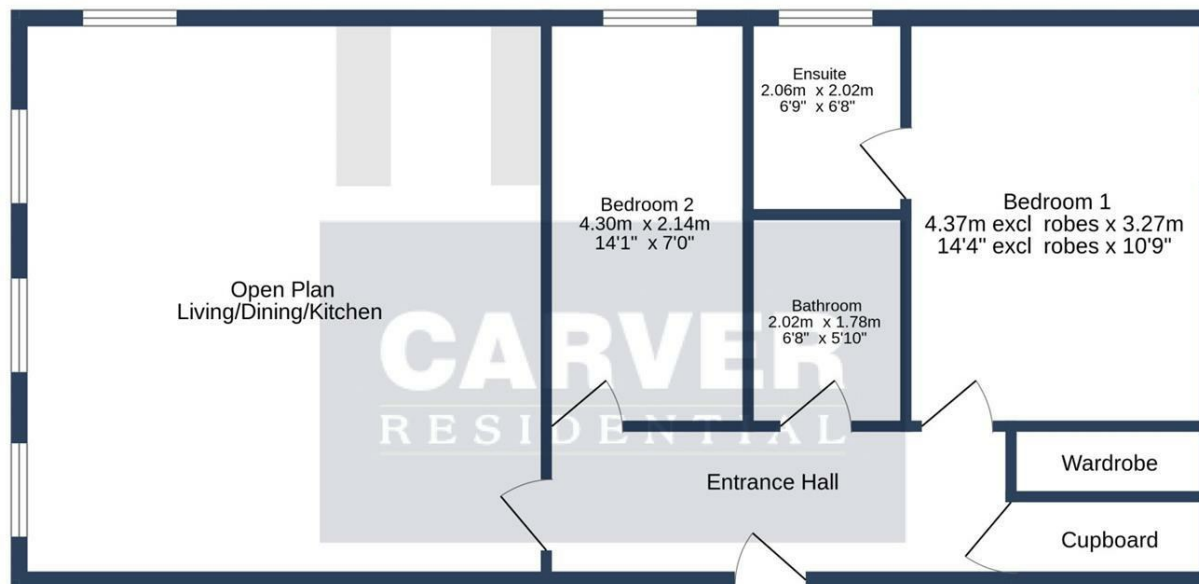 Ensuite
2.06m x 2.02m
6'9" x 6'8"
Bedroom 2
4.30m x 2.14m
14'1" x 7'0"
Bedroom 1
4.37m excl robes x 3.27m
14'4" excl robes x 10'9"
Open Plan
Living/Dining/Kitchen
Bathroom
2.02m x 1.78m
6'8" x 5'10"
CARVER
RESIDENTIAL
Entrance Hall
Wardrobe
Cupboard